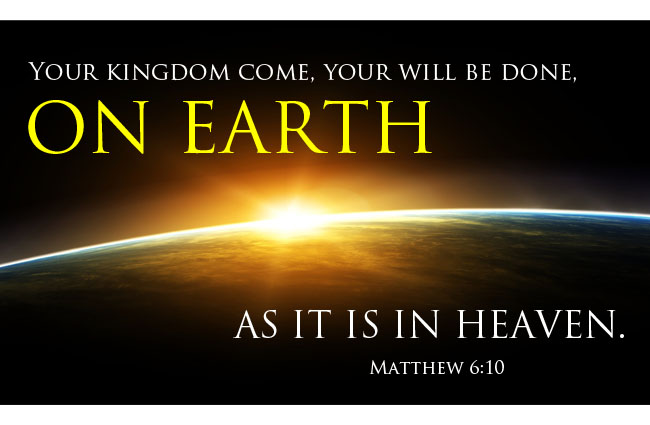 Your kingdom come, your will be done,
ON EARTH
AS IT IS IN HEAVEN.
Matthew 6:10